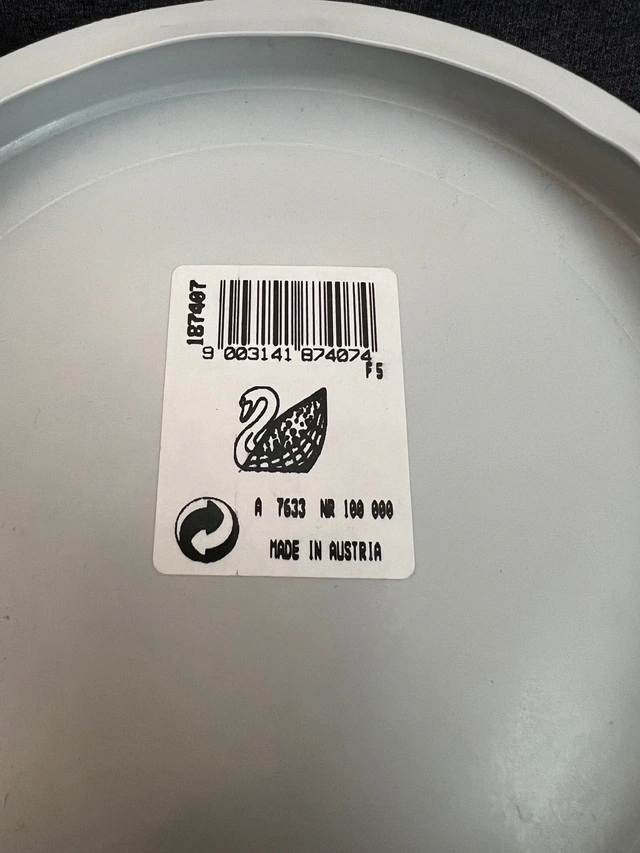 187407
9 003141 874074
F5
A 7633 NR 100 000
MADE IN AUSTRIA